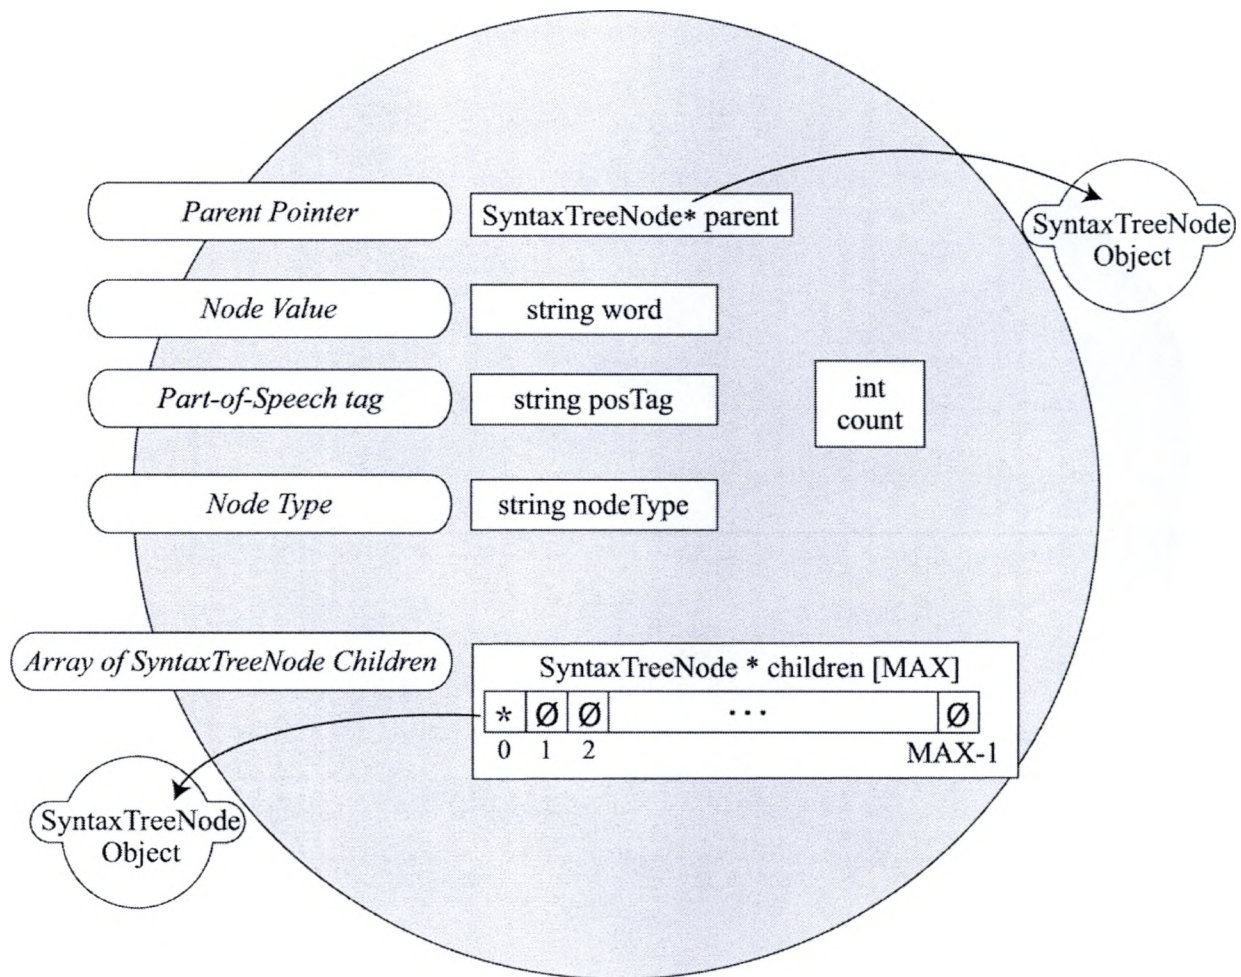 Parent Pointer
SyntaxTreeNode* parent
SyntaxTreeNode
Object
Node Value
string word
Part-of-Speech tag
string posTag
int
count
Node Type
string nodeType
Array of SyntaxTreeNode Children
SyntaxTreeNode * children [MAX]
* Ø Ø ... Ø
0 1 2 MAX-1
SyntaxTreeNode
Object